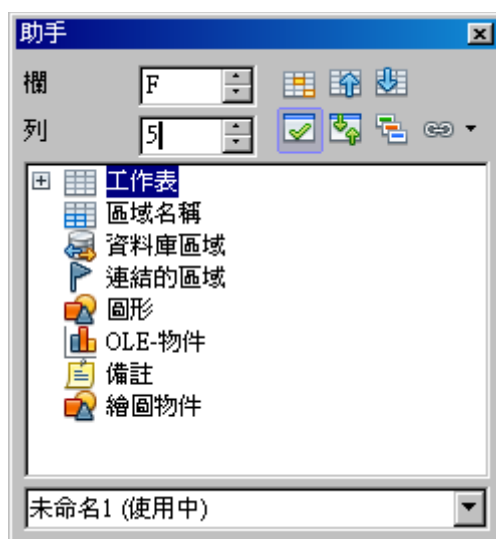 助手
欄 F
列 5
工作表
區域名稱
資料庫區域
連結的區域
圖形
OLE-物件
備註
繪圖物件
未命名1 (使用中)